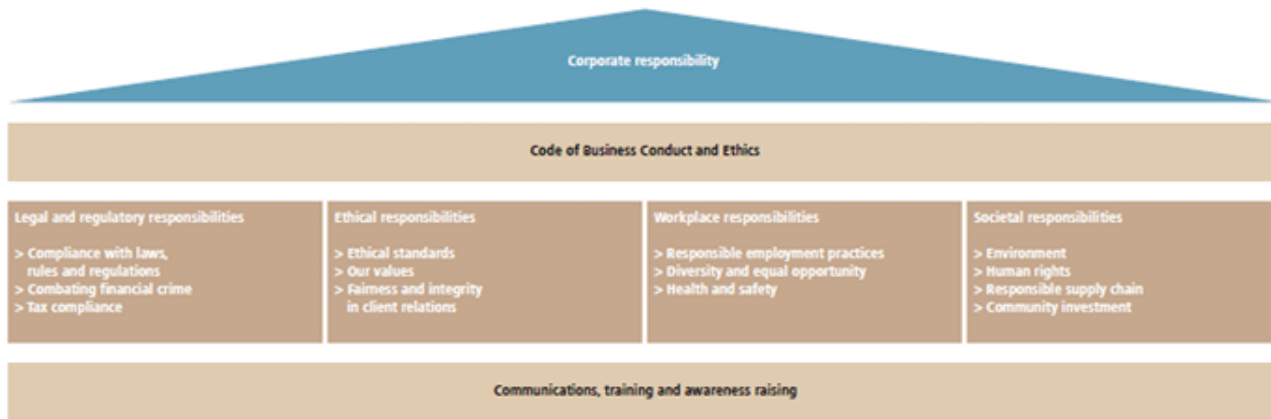 Corporate responsibility
Code of Business Conduct and Ethics
Legal and regulatory responsibilities
> Compliance with laws,
rules and regulations
> Combating financial crime
> Tax compliance
Ethical responsibilities
> Ethical standards
> Our values
> Fairness and integrity
in client relations
Workplace responsibilities
> Responsible employment practices
> Diversity and equal opportunity
> Health and safety
Societal responsibilities
> Environment
> Human rights
> Responsible supply chain
> Community investment
Communications, training and awareness raising